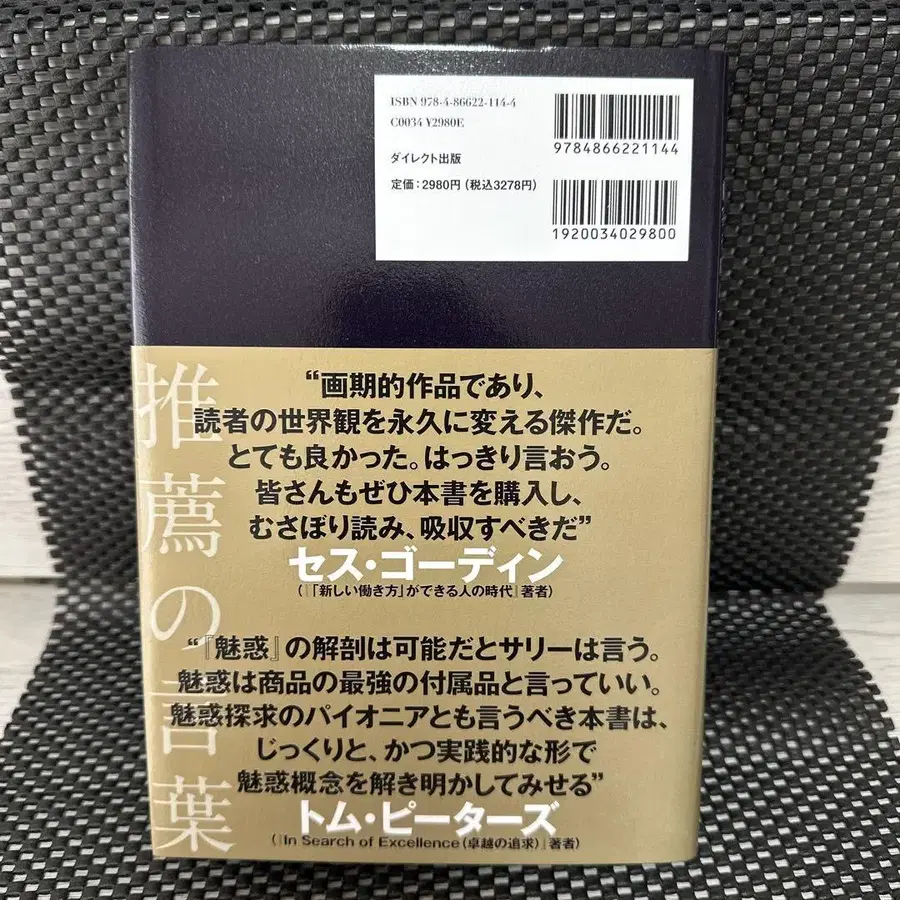 ISBN 978-4-86622-114-4
C0034 ¥2980E
ダイレクト出版
定価：2980円（税込3278円）
9784866221144
1920034029800
推薦の言葉
“画期的作品であり、
読者の世界観を永久に変える傑作だ。
とても良かった。はっきり言おう。
皆さんもぜひ本書を購入し、
むさぼり読み、吸収すべきだ”
セス・ゴーディン
（『「新しい働き方」ができる人の時代』著者）
“『魅惑』の解剖は可能だとサリーは言う。
魅惑は商品の最強の付属品と言っていい。
魅惑探求のパイオニアとも言うべき本書は、
じっくりと、かつ実践的な形で
魅惑概念を解き明かしてみせる”
トム・ピーターズ
（『In Search of Excellence（卓越の追求）』著者）